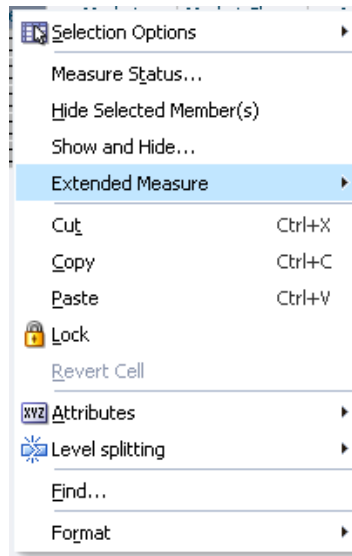 Selection Options
Measure Status...
Hide Selected Member(s)
Show and Hide...
Extended Measure
Cut Ctrl+X
Copy Ctrl+C
Paste Ctrl+V
Lock
Revert Cell
XYZ Attributes
Level splitting
Find...
Format